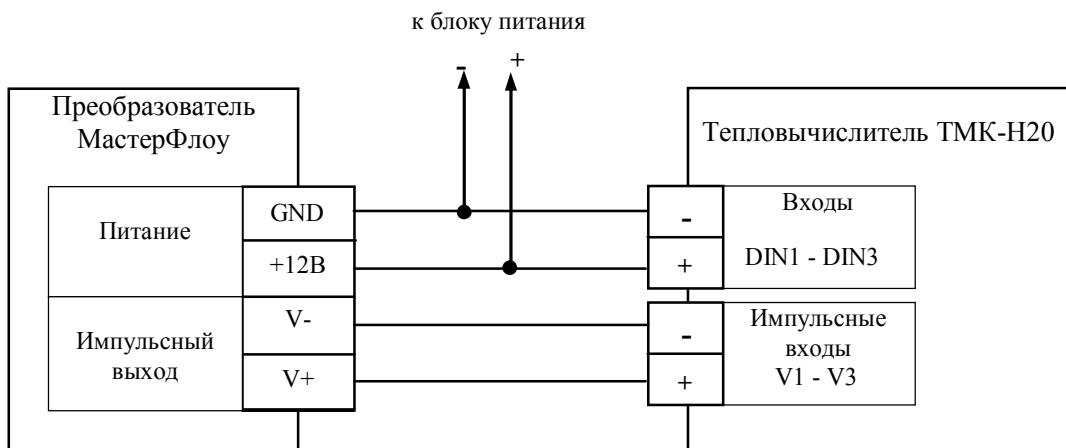 к блоку питания
- +
Преобразователь
МастерФлоу
Тепловычислитель ТМК-Н20
Питание
GND
+12В
Импульсный
выход
V-
V+
-
+
Входы
DIN1 - DIN3
-
+
Импульсные
входы
V1 - V3